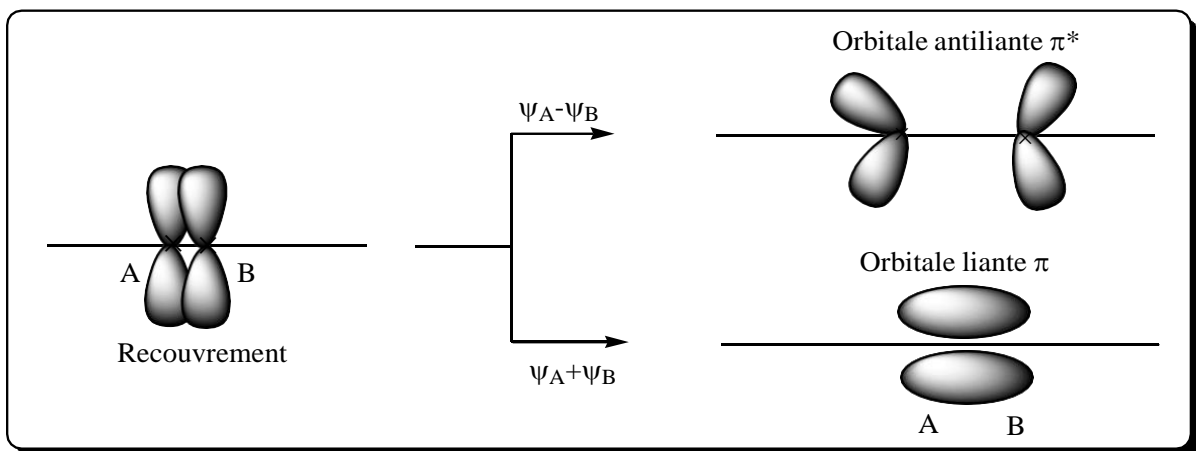 Orbitale antiliante π*
ψA-ψB
A
B
Recouvrement
Orbitale liante π
ψA+ψB
A
B